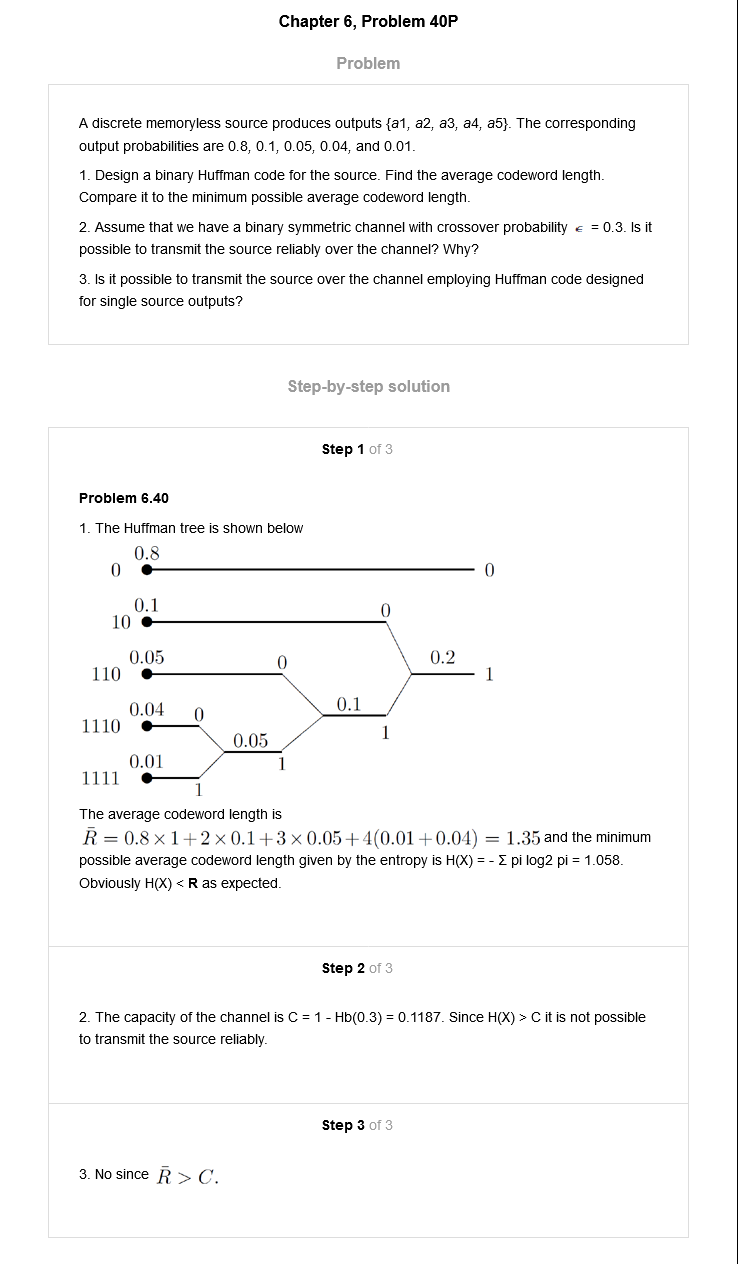 Chapter 6, Problem 40P
Problem
A discrete memoryless source produces outputs {a1, a2, a3, a4, a5}. The corresponding
output probabilities are 0.8, 0.1, 0.05, 0.04, and 0.01.
1. Design a binary Huffman code for the source. Find the average codeword length.
Compare it to the minimum possible average codeword length.
2. Assume that we have a binary symmetric channel with crossover probability ϵ = 0.3. Is it
possible to transmit the source reliably over the channel? Why?
3. Is it possible to transmit the source over the channel employing Huffman code designed
for single source outputs?
Step-by-step solution
Step 1 of 3
Problem 6.40
1. The Huffman tree is shown below
0.8
0 0
0.1 0
10
0.05 0 0.2
110 1
0.04 0 0.1
1110 1
0.05
0.01 1
1111
1
The average codeword length is
R̄ = 0.8 × 1 + 2 × 0.1 + 3 × 0.05 + 4(0.01 + 0.04) = 1.35 and the minimum
possible average codeword length given by the entropy is H(X) = - Σ pi log2 pi = 1.058.
Obviously H(X) < R as expected.
Step 2 of 3
2. The capacity of the channel is C = 1 - Hb(0.3) = 0.1187. Since H(X) > C it is not possible
to transmit the source reliably.
Step 3 of 3
3. No since R̄ > C.